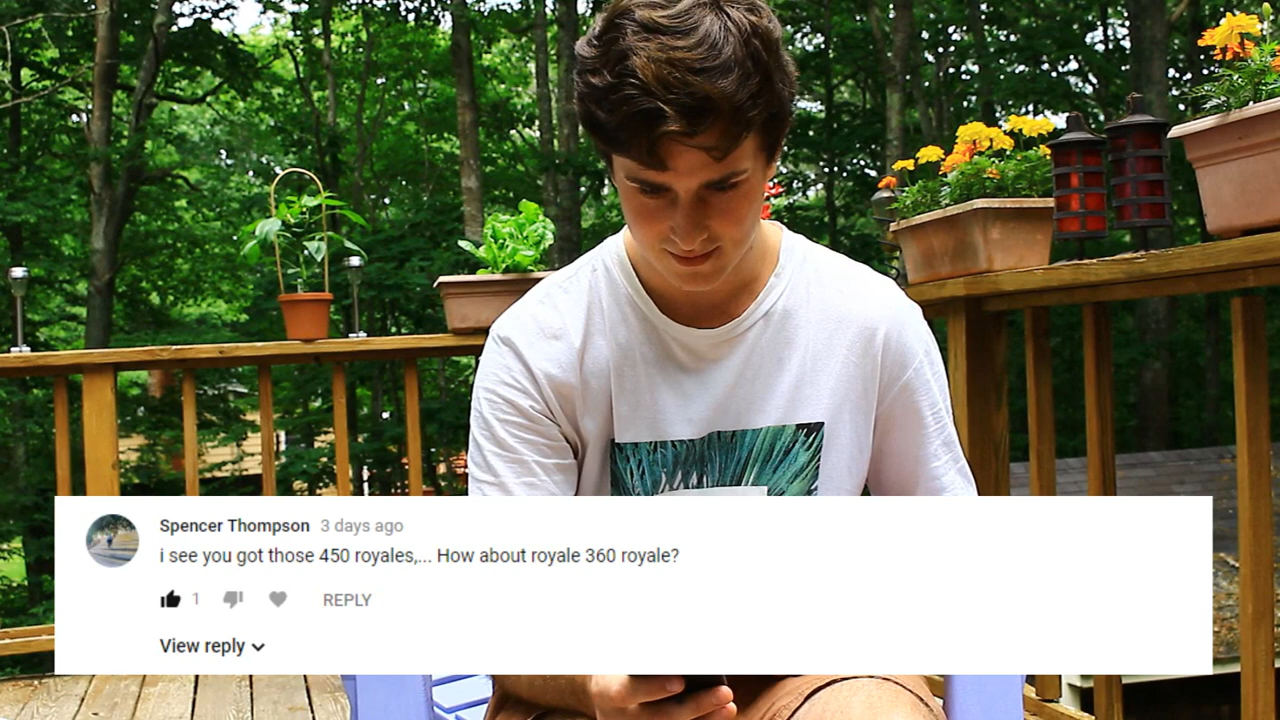 Spencer Thompson 3 days ago
i see you got those 450 royales,... How about royale 360 royale?
1 REPLY
View reply